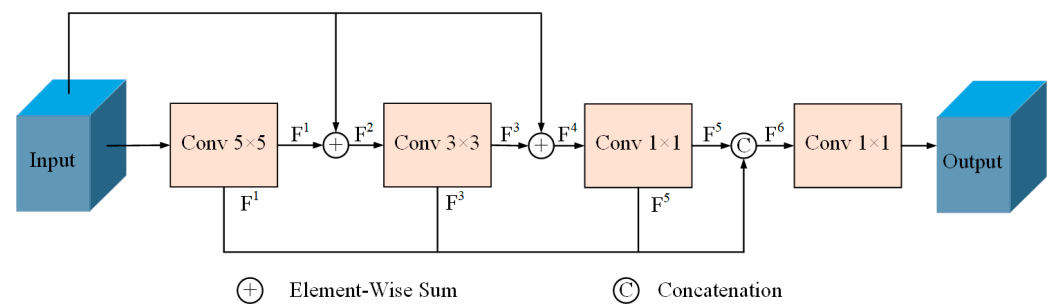 Input
Conv 5×5
F¹
+
F²
Conv 3×3
F³
+
F⁴
Conv 1×1
F⁵
C
F⁶
Conv 1×1
Output
F¹
F³
F⁵
+ Element-Wise Sum
C Concatenation